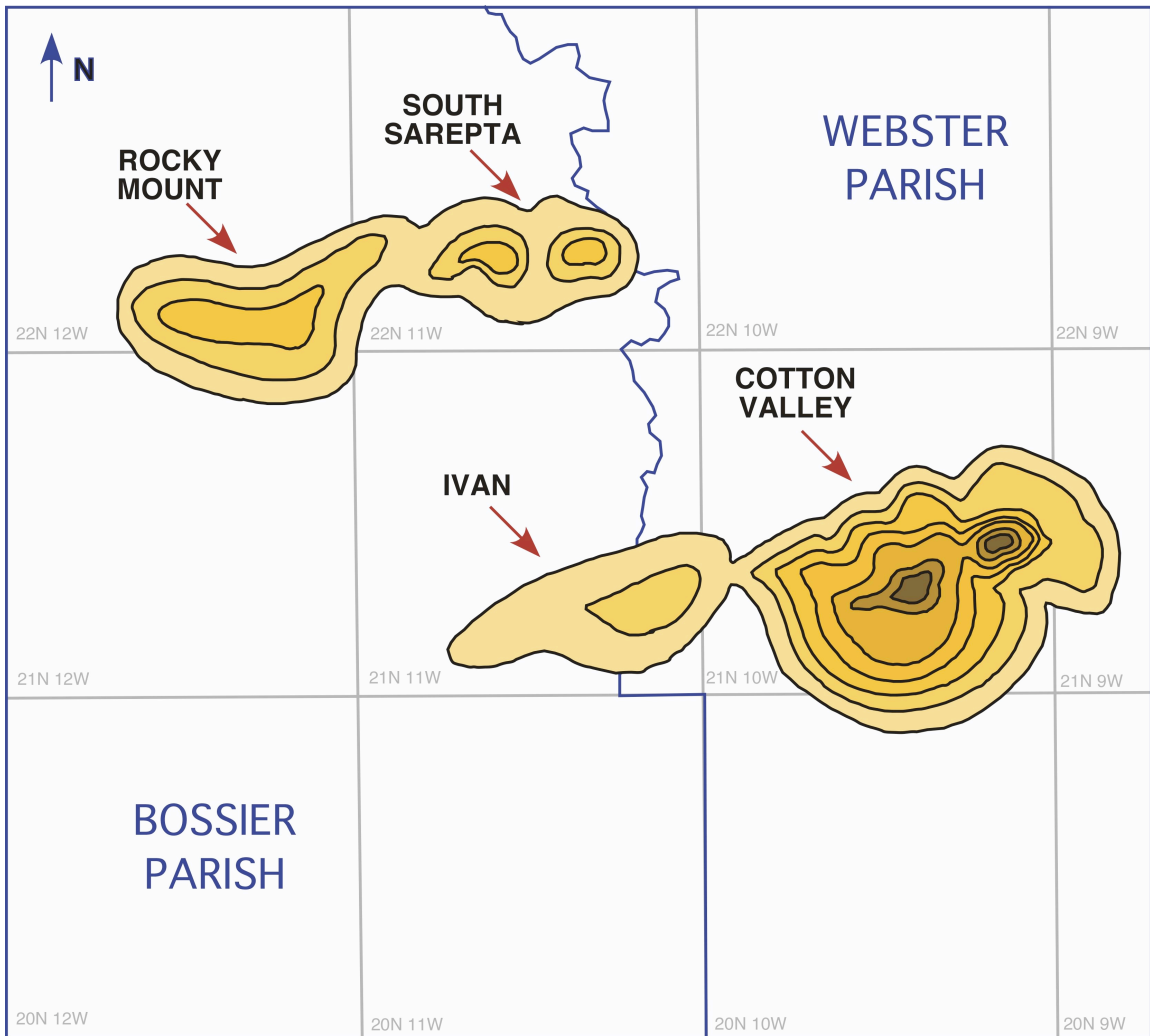 N
SOUTH
SAREPTA
WEBSTER
PARISH
ROCKY
MOUNT
22N 12W
22N 11W
22N 10W
22N 9W
COTTON
VALLEY
IVAN
21N 12W
21N 11W
21N 10W
21N 9W
BOSSIER
PARISH
20N 12W
20N 11W
20N 10W
20N 9W